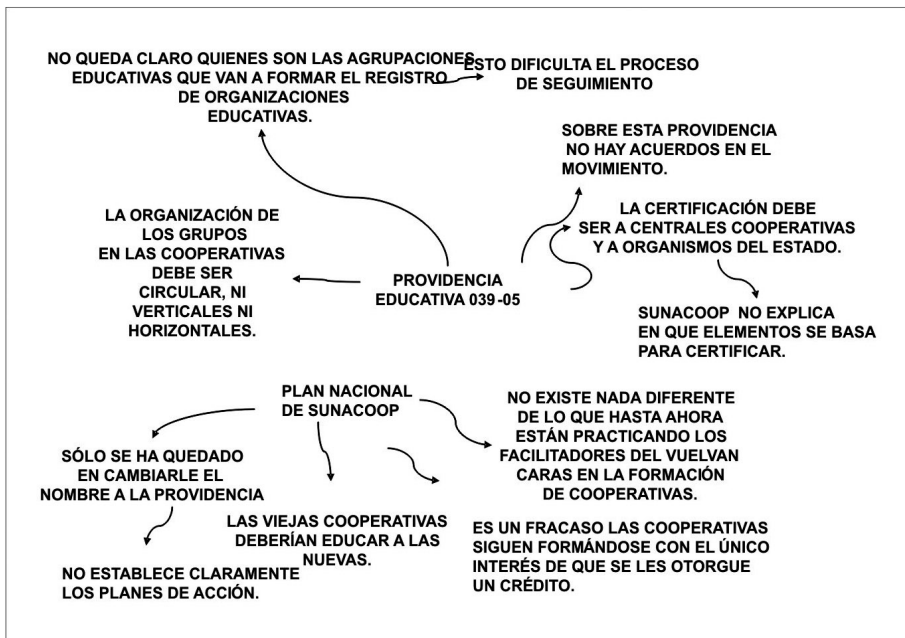 NO QUEDA CLARO QUIENES SON LAS AGRUPACIONES
EDUCATIVAS QUE VAN A FORMAR EL REGISTRO
DE ORGANIZACIONES
EDUCATIVAS.
ESTO DIFICULTA EL PROCESO
DE SEGUIMIENTO
SOBRE ESTA PROVIDENCIA
NO HAY ACUERDOS EN EL
MOVIMIENTO.
LA CERTIFICACIÓN DEBE
SER A CENTRALES COOPERATIVAS
Y A ORGANISMOS DEL ESTADO.
LA ORGANIZACIÓN DE
LOS GRUPOS
EN LAS COOPERATIVAS
DEBE SER
CIRCULAR, NI
VERTICALES NI
HORIZONTALES.
PROVIDENCIA
EDUCATIVA 039-05
SUNACOOP NO EXPLICA
EN QUE ELEMENTOS SE BASA
PARA CERTIFICAR.
PLAN NACIONAL
DE SUNACOOP
NO EXISTE NADA DIFERENTE
DE LO QUE HASTA AHORA
ESTÁN PRACTICANDO LOS
FACILITADORES DEL VUELVAN
CARAS EN LA FORMACIÓN
DE COOPERATIVAS.
SÓLO SE HA QUEDADO
EN CAMBIARLE EL
NOMBRE A LA PROVIDENCIA
LAS VIEJAS COOPERATIVAS
DEBERÍAN EDUCAR A LAS
NUEVAS.
ES UN FRACASO LAS COOPERATIVAS
SIGUEN FORMÁNDOSE CON EL ÚNICO
INTERÉS DE QUE SE LES OTORGUE
UN CRÉDITO.
NO ESTABLECE CLARAMENTE
LOS PLANES DE ACCIÓN.